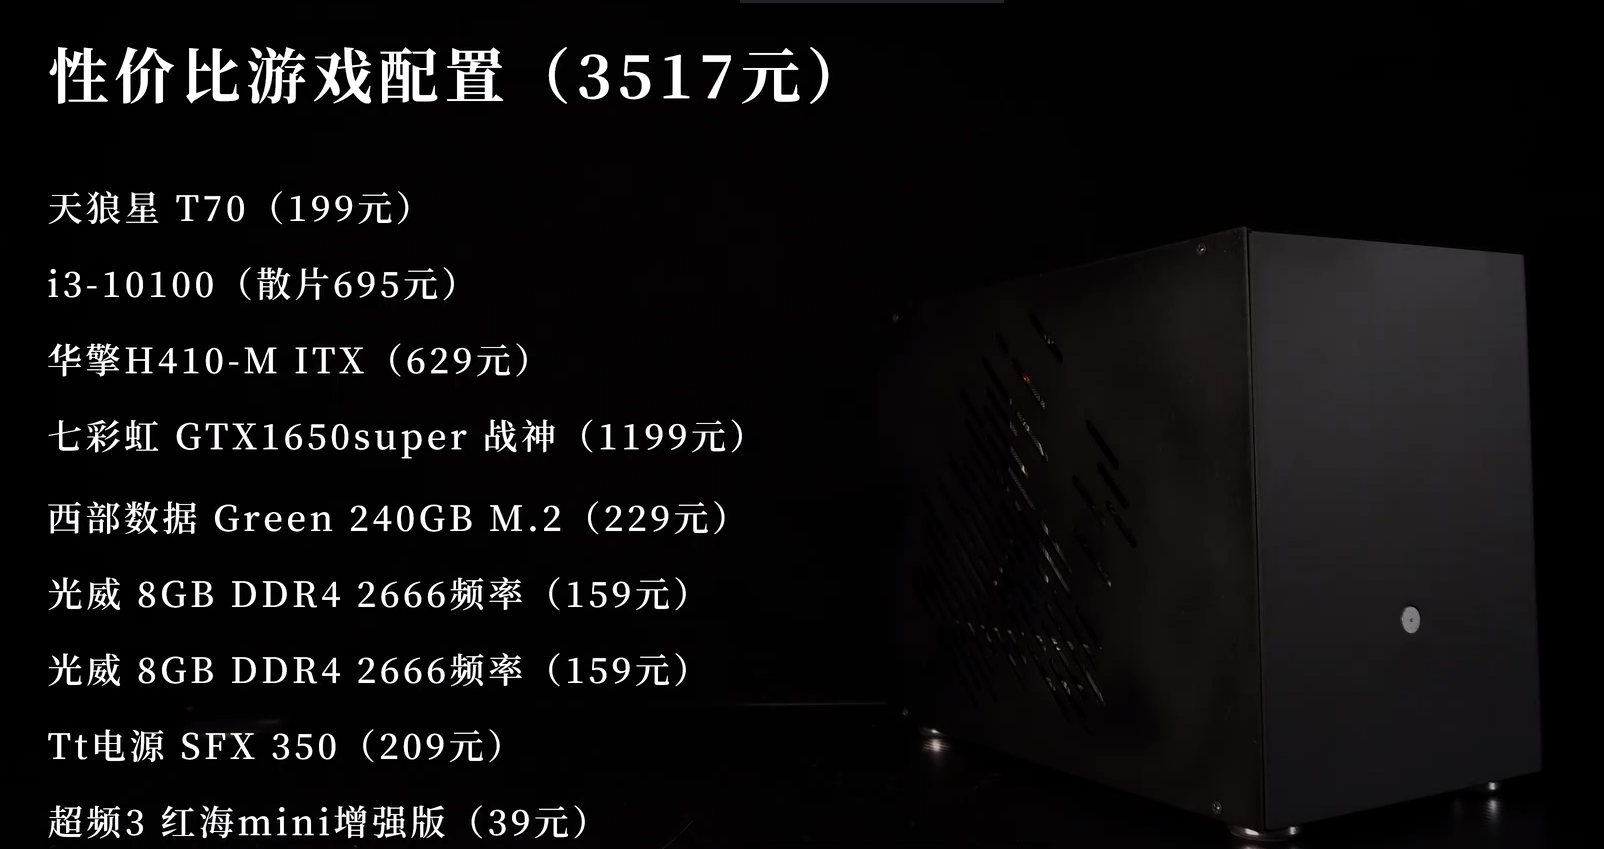 性价比游戏配置（3517元）
天狼星 T70（199元）
i3-10100（散片695元）
华擎H410-M ITX（629元）
七彩虹 GTX1650super 战神（1199元）
西部数据 Green 240GB M.2（229元）
光威 8GB DDR4 2666频率（159元）
光威 8GB DDR4 2666频率（159元）
Tt电源 SFX 350（209元）
超频3 红海mini增强版（39元）